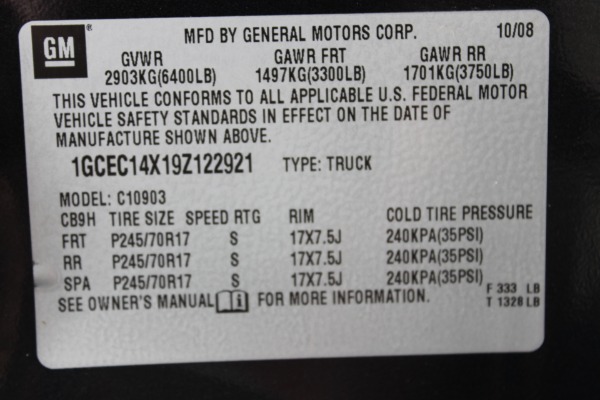 GM
MFD BY GENERAL MOTORS CORP. 10/08
GVWR GAWR FRT GAWR RR
2903KG(6400LB) 1497KG(3300LB) 1701KG(3750LB)
THIS VEHICLE CONFORMS TO ALL APPLICABLE U.S. FEDERAL MOTOR
VEHICLE SAFETY STANDARDS IN EFFECT ON THE DATE OF
MANUFACTURE SHOWN ABOVE.
1GCEC14X19Z122921 TYPE: TRUCK
MODEL: C10903
CB9H TIRE SIZE SPEED RTG RIM COLD TIRE PRESSURE
FRT P245/70R17 S 17X7.5J 240KPA(35PSI)
RR P245/70R17 S 17X7.5J 240KPA(35PSI)
SPA P245/70R17 S 17X7.5J 240KPA(35PSI)
SEE OWNER'S MANUAL i FOR MORE INFORMATION.
F 333 LB
T 1328 LB